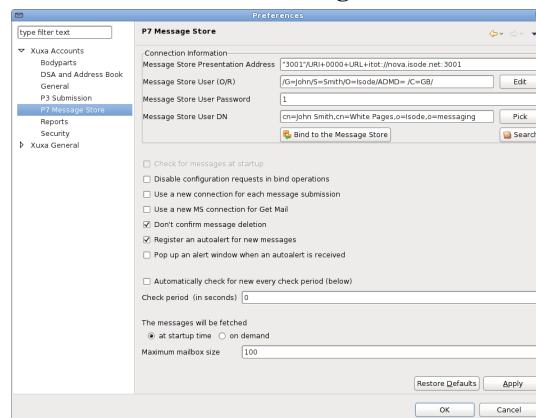 Preferences
type filter text
Xuxa Accounts
Bodyparts
DSA and Address Book
General
P3 Submission
P7 Message Store
Reports
Security
Xuxa General
P7 Message Store
Connection Information
Message Store Presentation Address "3001"/URI+0000+URL+itot://nova.isode.net:3001
Message Store User (O/R) /G=John/S=Smith/O=Isode/ADMD= /C=GB/ Edit
Message Store User Password 1
Message Store User DN cn=John Smith,cn=White Pages,o=Isode,o=messaging Pick
Bind to the Message Store Search
Check for messages at startup
Disable configuration requests in bind operations
Use a new connection for each message submission
Use a new MS connection for Get Mail
Don't confirm message deletion
Register an autoalert for new messages
Pop up an alert window when an autoalert is received
Automatically check for new every check period (below)
Check period (in seconds) 0
The messages will be fetched
at startup time on demand
Maximum mailbox size 100
Restore Defaults Apply
OK Cancel